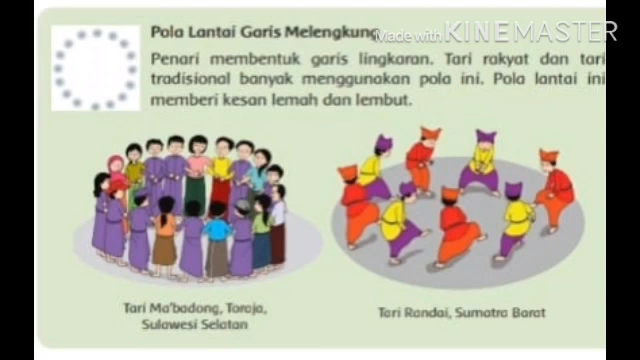 Pola Lantai Garis Melengkung
Made with KINEMASTER
Penari membentuk garis lingkaran. Tari rakyat dan tari
tradisional banyak menggunakan pola ini. Pola lantai ini
memberi kesan lemah dan lembut.
Tari Ma'badong, Toraja,
Sulawesi Selatan
Tari Randai, Sumatra Barat